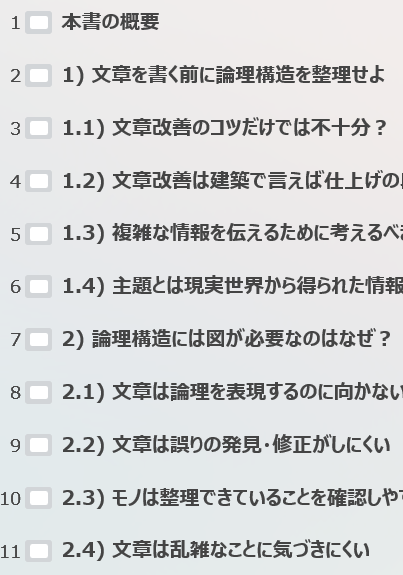 1 本書の概要
2 1) 文章を書く前に論理構造を整理せよ
3 1.1) 文章改善のコツだけでは不十分？
4 1.2) 文章改善は建築で言えば仕上げの
5 1.3) 複雑な情報を伝えるために考えるべ
6 1.4) 主題とは現実世界から得られた情報
7 2) 論理構造には図が必要なのはなぜ？
8 2.1) 文章は論理を表現するのに向かない
9 2.2) 文章は誤りの発見・修正がしにくい
10 2.3) モノは整理できていることを確認しや
11 2.4) 文章は乱雑なことに気づきにくい